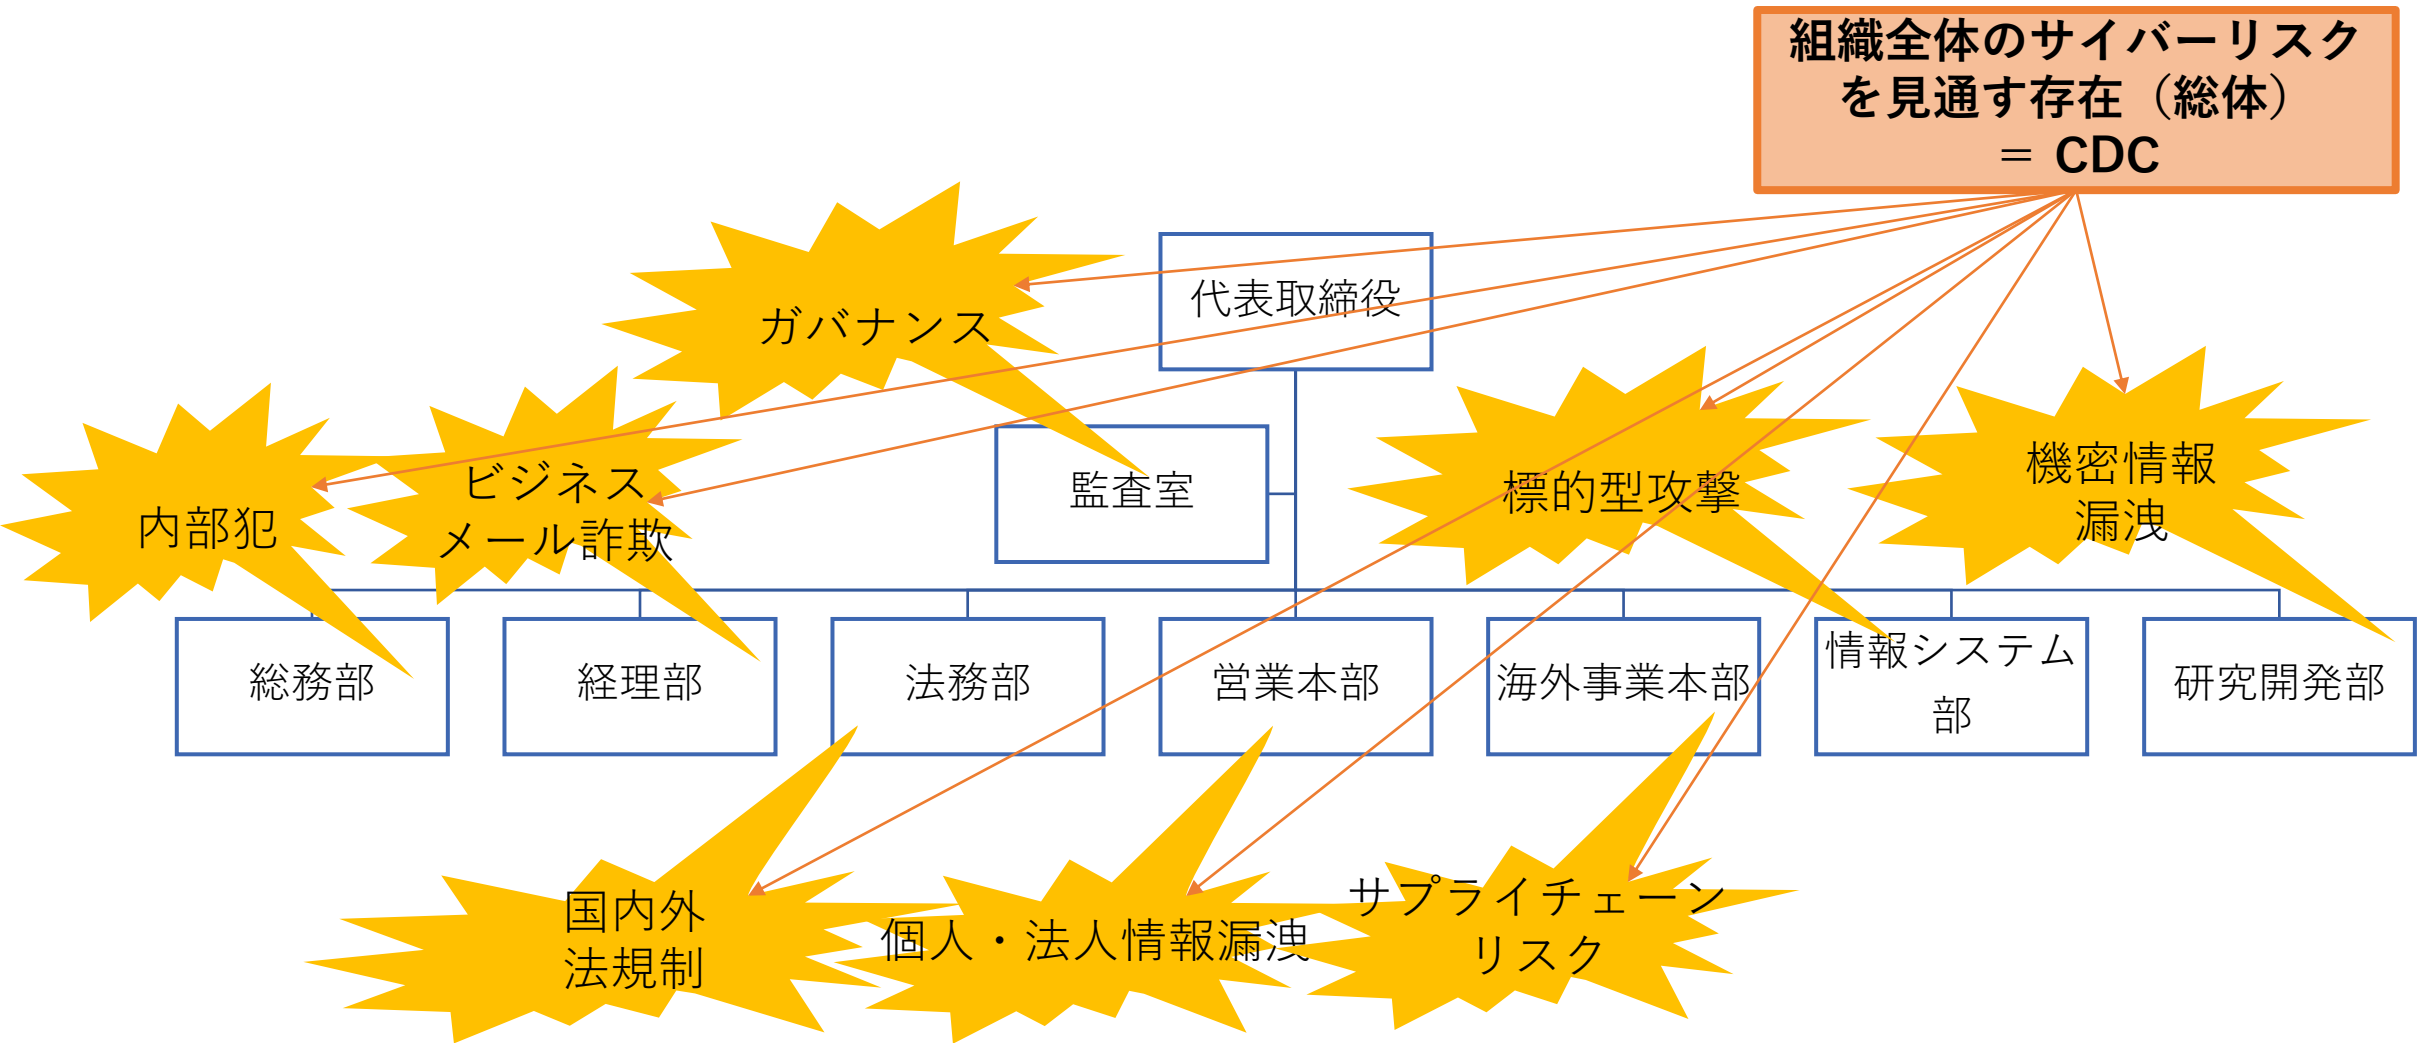 組織全体のサイバーリスク
を見通す存在（総体）
＝ CDC
ガバナンス
代表取締役
内部犯
ビジネス
メール詐欺
監査室
標的型攻撃
機密情報
漏洩
総務部
経理部
法務部
営業本部
海外事業本部
情報システム
部
研究開発部
国内外
法規制
個人・法人情報漏洩
サプライチェーン
リスク